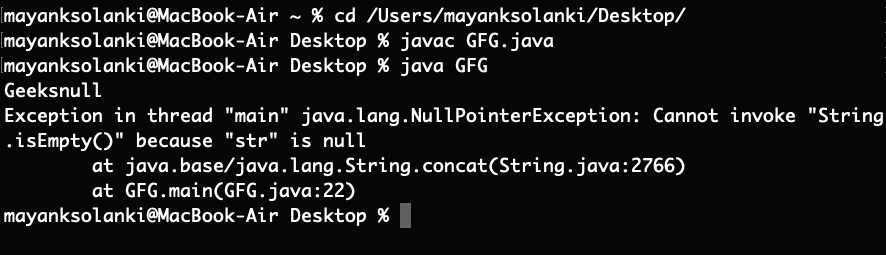 mayanksolanki@MacBook-Air ~ % cd /Users/mayanksolanki/Desktop/
mayanksolanki@MacBook-Air Desktop % javac GFG.java
mayanksolanki@MacBook-Air Desktop % java GFG
Geeksnull
Exception in thread "main" java.lang.NullPointerException: Cannot invoke "String
.isEmpty()" because "str" is null
        at java.base/java.lang.String.concat(String.java:2766)
        at GFG.main(GFG.java:22)
mayanksolanki@MacBook-Air Desktop %